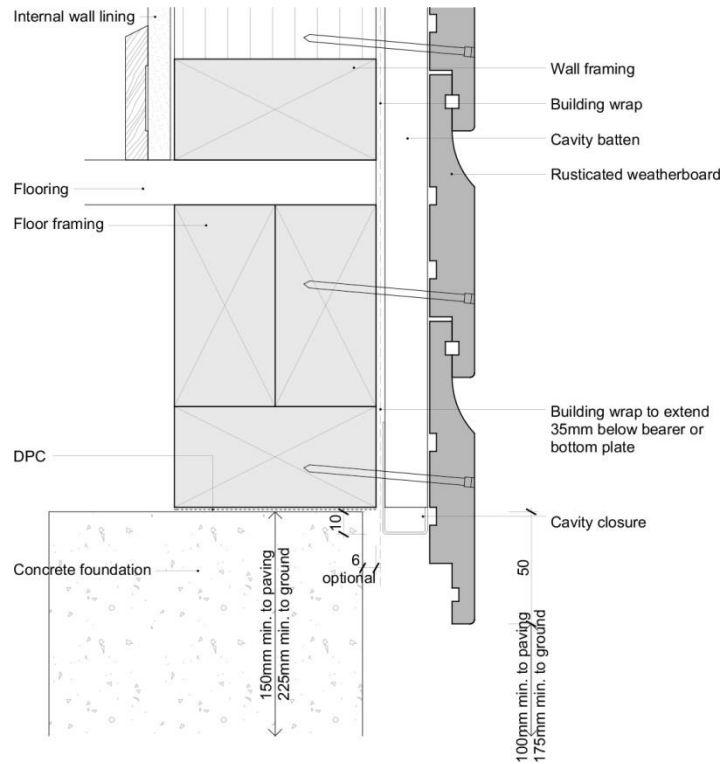 Internal wall lining
Wall framing
Building wrap
Cavity batten
Rusticated weatherboard
Flooring
Floor framing
Building wrap to extend
35mm below bearer or
bottom plate
DPC
10
Cavity closure
6
optional
Concrete foundation
50
150mm min. to paving
225mm min. to ground
100mm min. to paving
175mm min. to ground